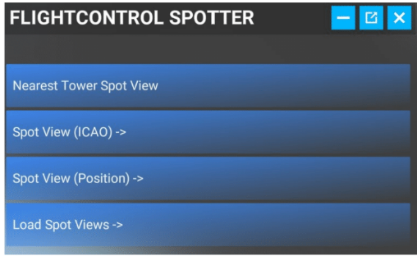 FLIGHTCONTROL SPOTTER
Nearest Tower Spot View
Spot View (ICAO) ->
Spot View (Position) ->
Load Spot Views ->